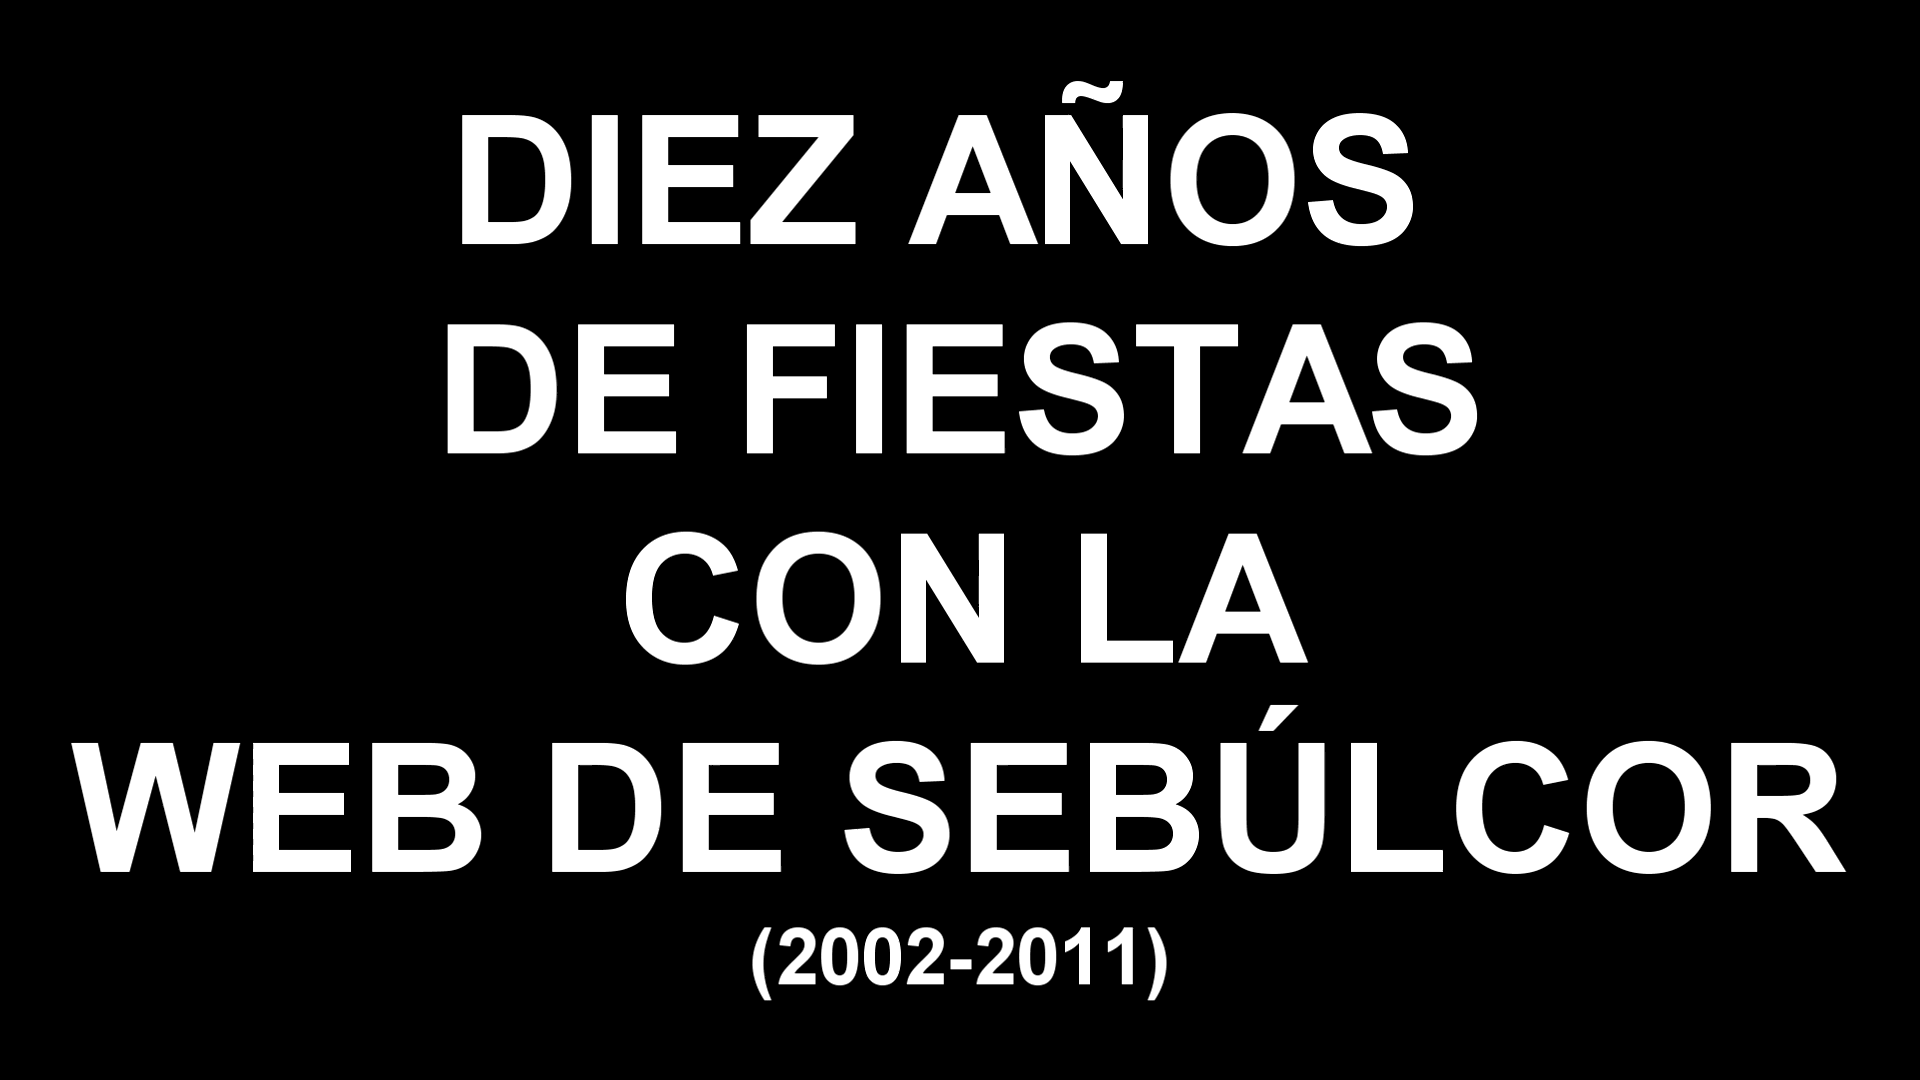 DIEZ AÑOS
DE FIESTAS
CON LA
WEB DE SEBÚLCOR
(2002-2011)